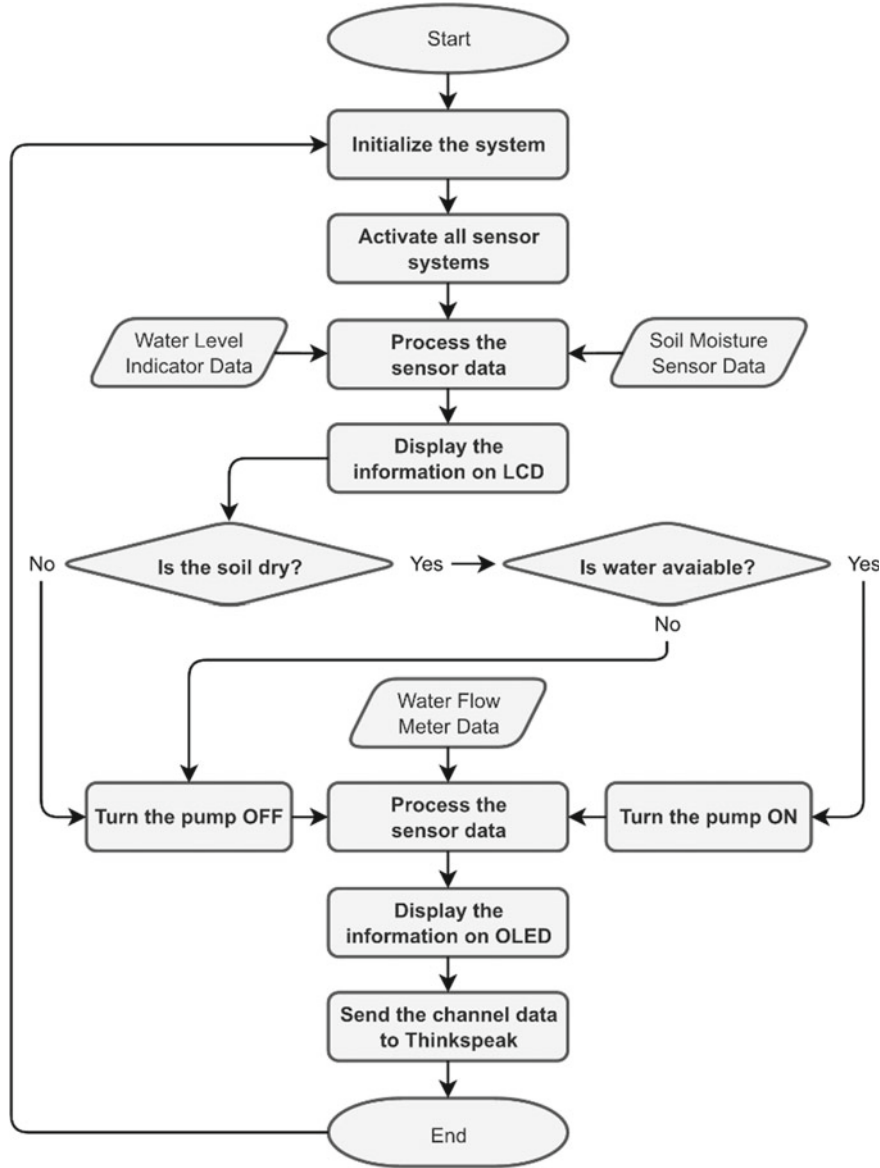 Start
Initialize the system
Activate all sensor
systems
Water Level
Indicator Data
Process the
sensor data
Soil Moisture
Sensor Data
Display the
information on LCD
No
Is the soil dry?
Yes
Is water avaiable?
Yes
No
Water Flow
Meter Data
Turn the pump OFF
Process the
sensor data
Turn the pump ON
Display the
information on OLED
Send the channel data
to Thinkspeak
End